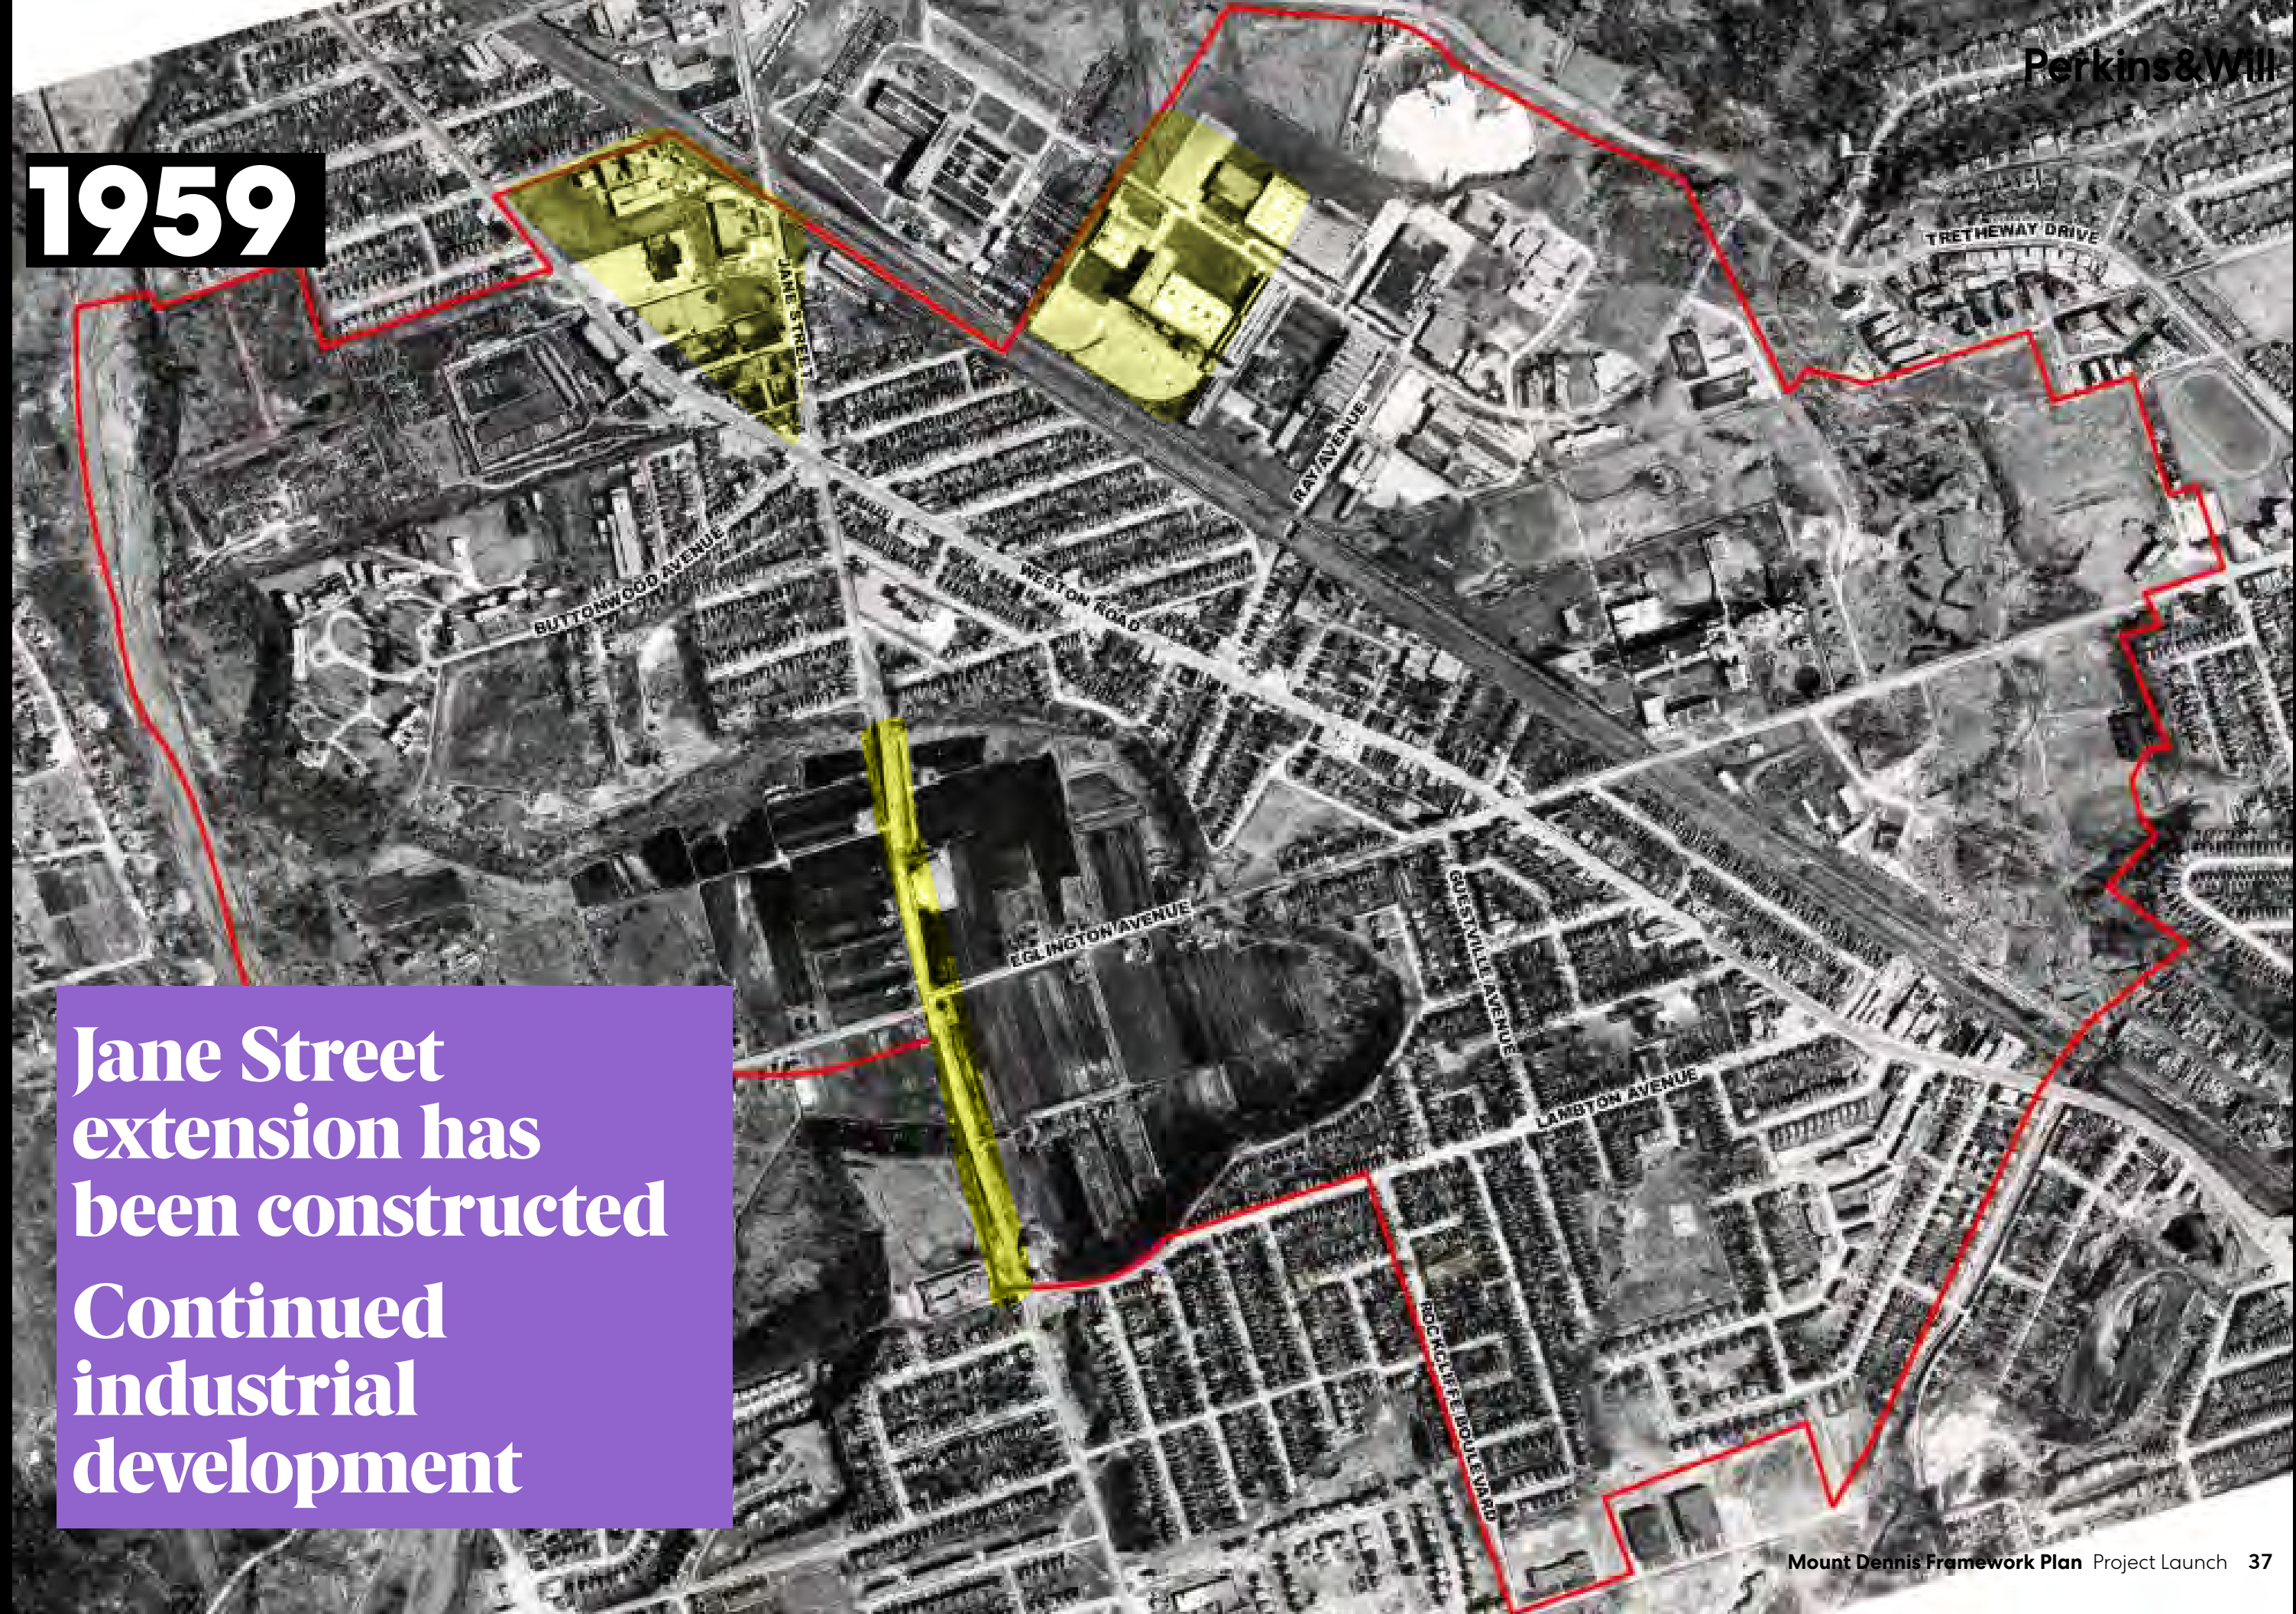 Perkins&Will
1959
TRETHEWAY DRIVE
JANE STREET
RAY AVENUE
BUTTONWOOD AVENUE
WESTON ROAD
EGLINGTON AVENUE
GUESTVILLE AVENUE
LAMBTON AVENUE
ROCKCLIFFE BOULEVARD
Jane Street
extension has
been constructed
Continued
industrial
development
Mount Dennis Framework Plan Project Launch 37